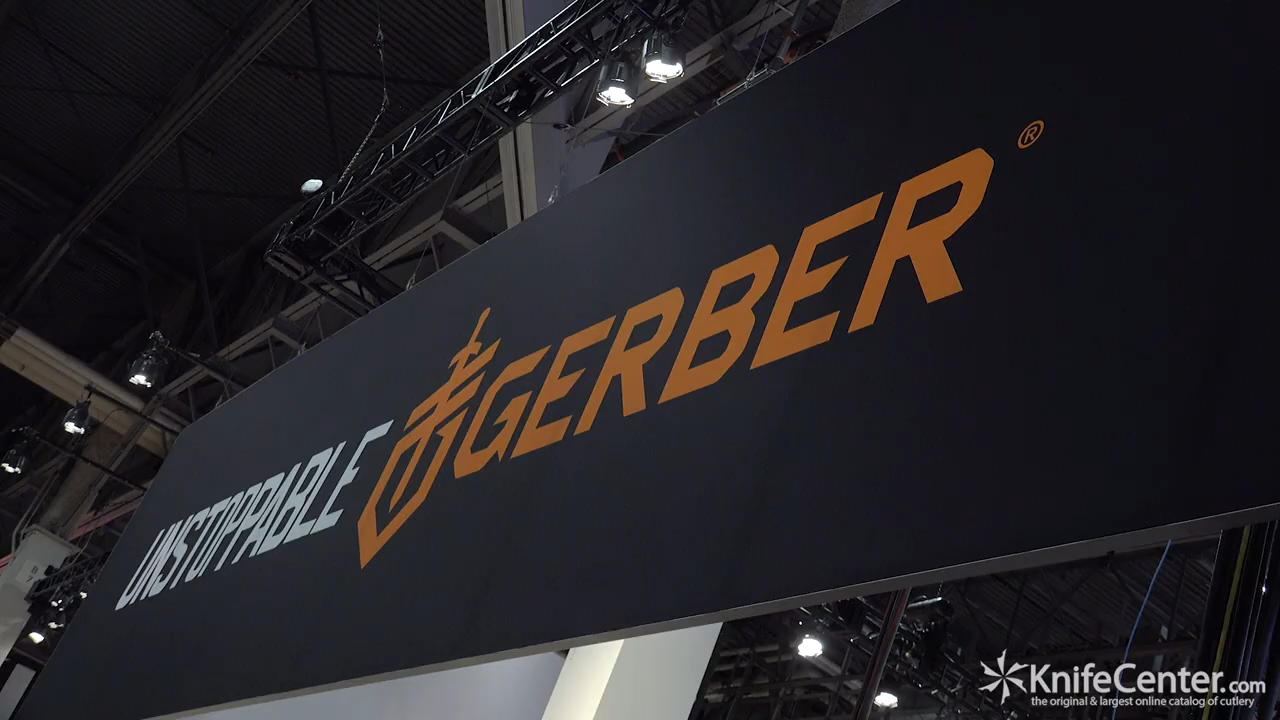 UNSTOPPABLE GERBER®
KnifeCenter.com
the original & largest online catalog of cutlery